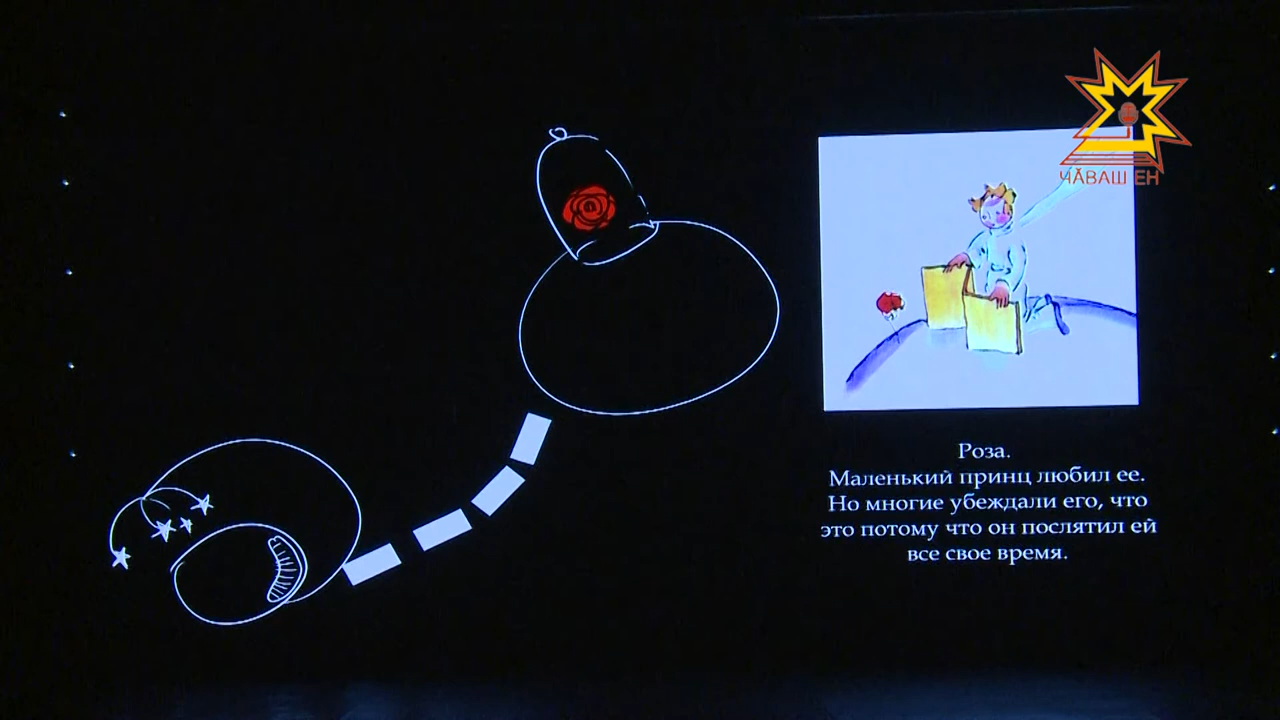 ЧӐВАШ ЕН
Роза.
Маленький принц любил ее.
Но многие убеждали его, что
это потому что он послятил ей
все свое время.